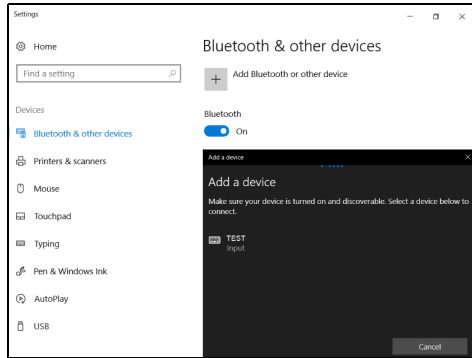 Settings
Home
Find a setting
Devices
Bluetooth & other devices
Printers & scanners
Mouse
Touchpad
Typing
Pen & Windows Ink
AutoPlay
USB
Bluetooth & other devices
Add Bluetooth or other device
Bluetooth
On
Add a device
Add a device
Make sure your device is turned on and discoverable. Select a device below to
connect.
TEST
Input
Cancel